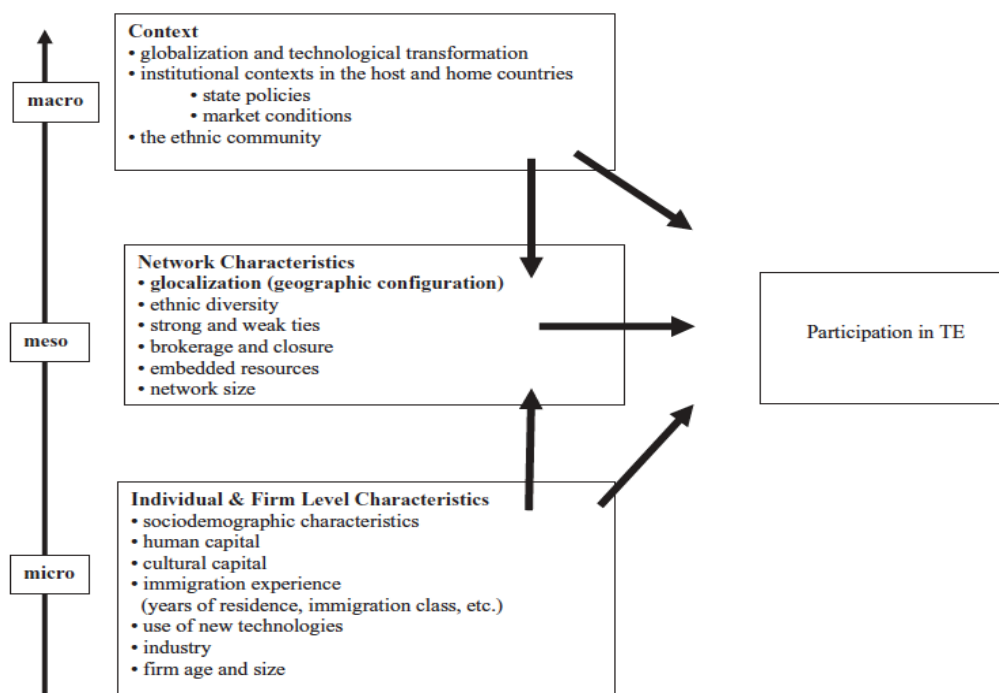 Context
• globalization and technological transformation
• institutional contexts in the host and home countries
• state policies
• market conditions
• the ethnic community
macro
Network Characteristics
• glocalization (geographic configuration)
• ethnic diversity
• strong and weak ties
• brokerage and closure
• embedded resources
• network size
meso
Participation in TE
Individual & Firm Level Characteristics
• sociodemographic characteristics
• human capital
• cultural capital
• immigration experience
(years of residence, immigration class, etc.)
• use of new technologies
• industry
• firm age and size
micro